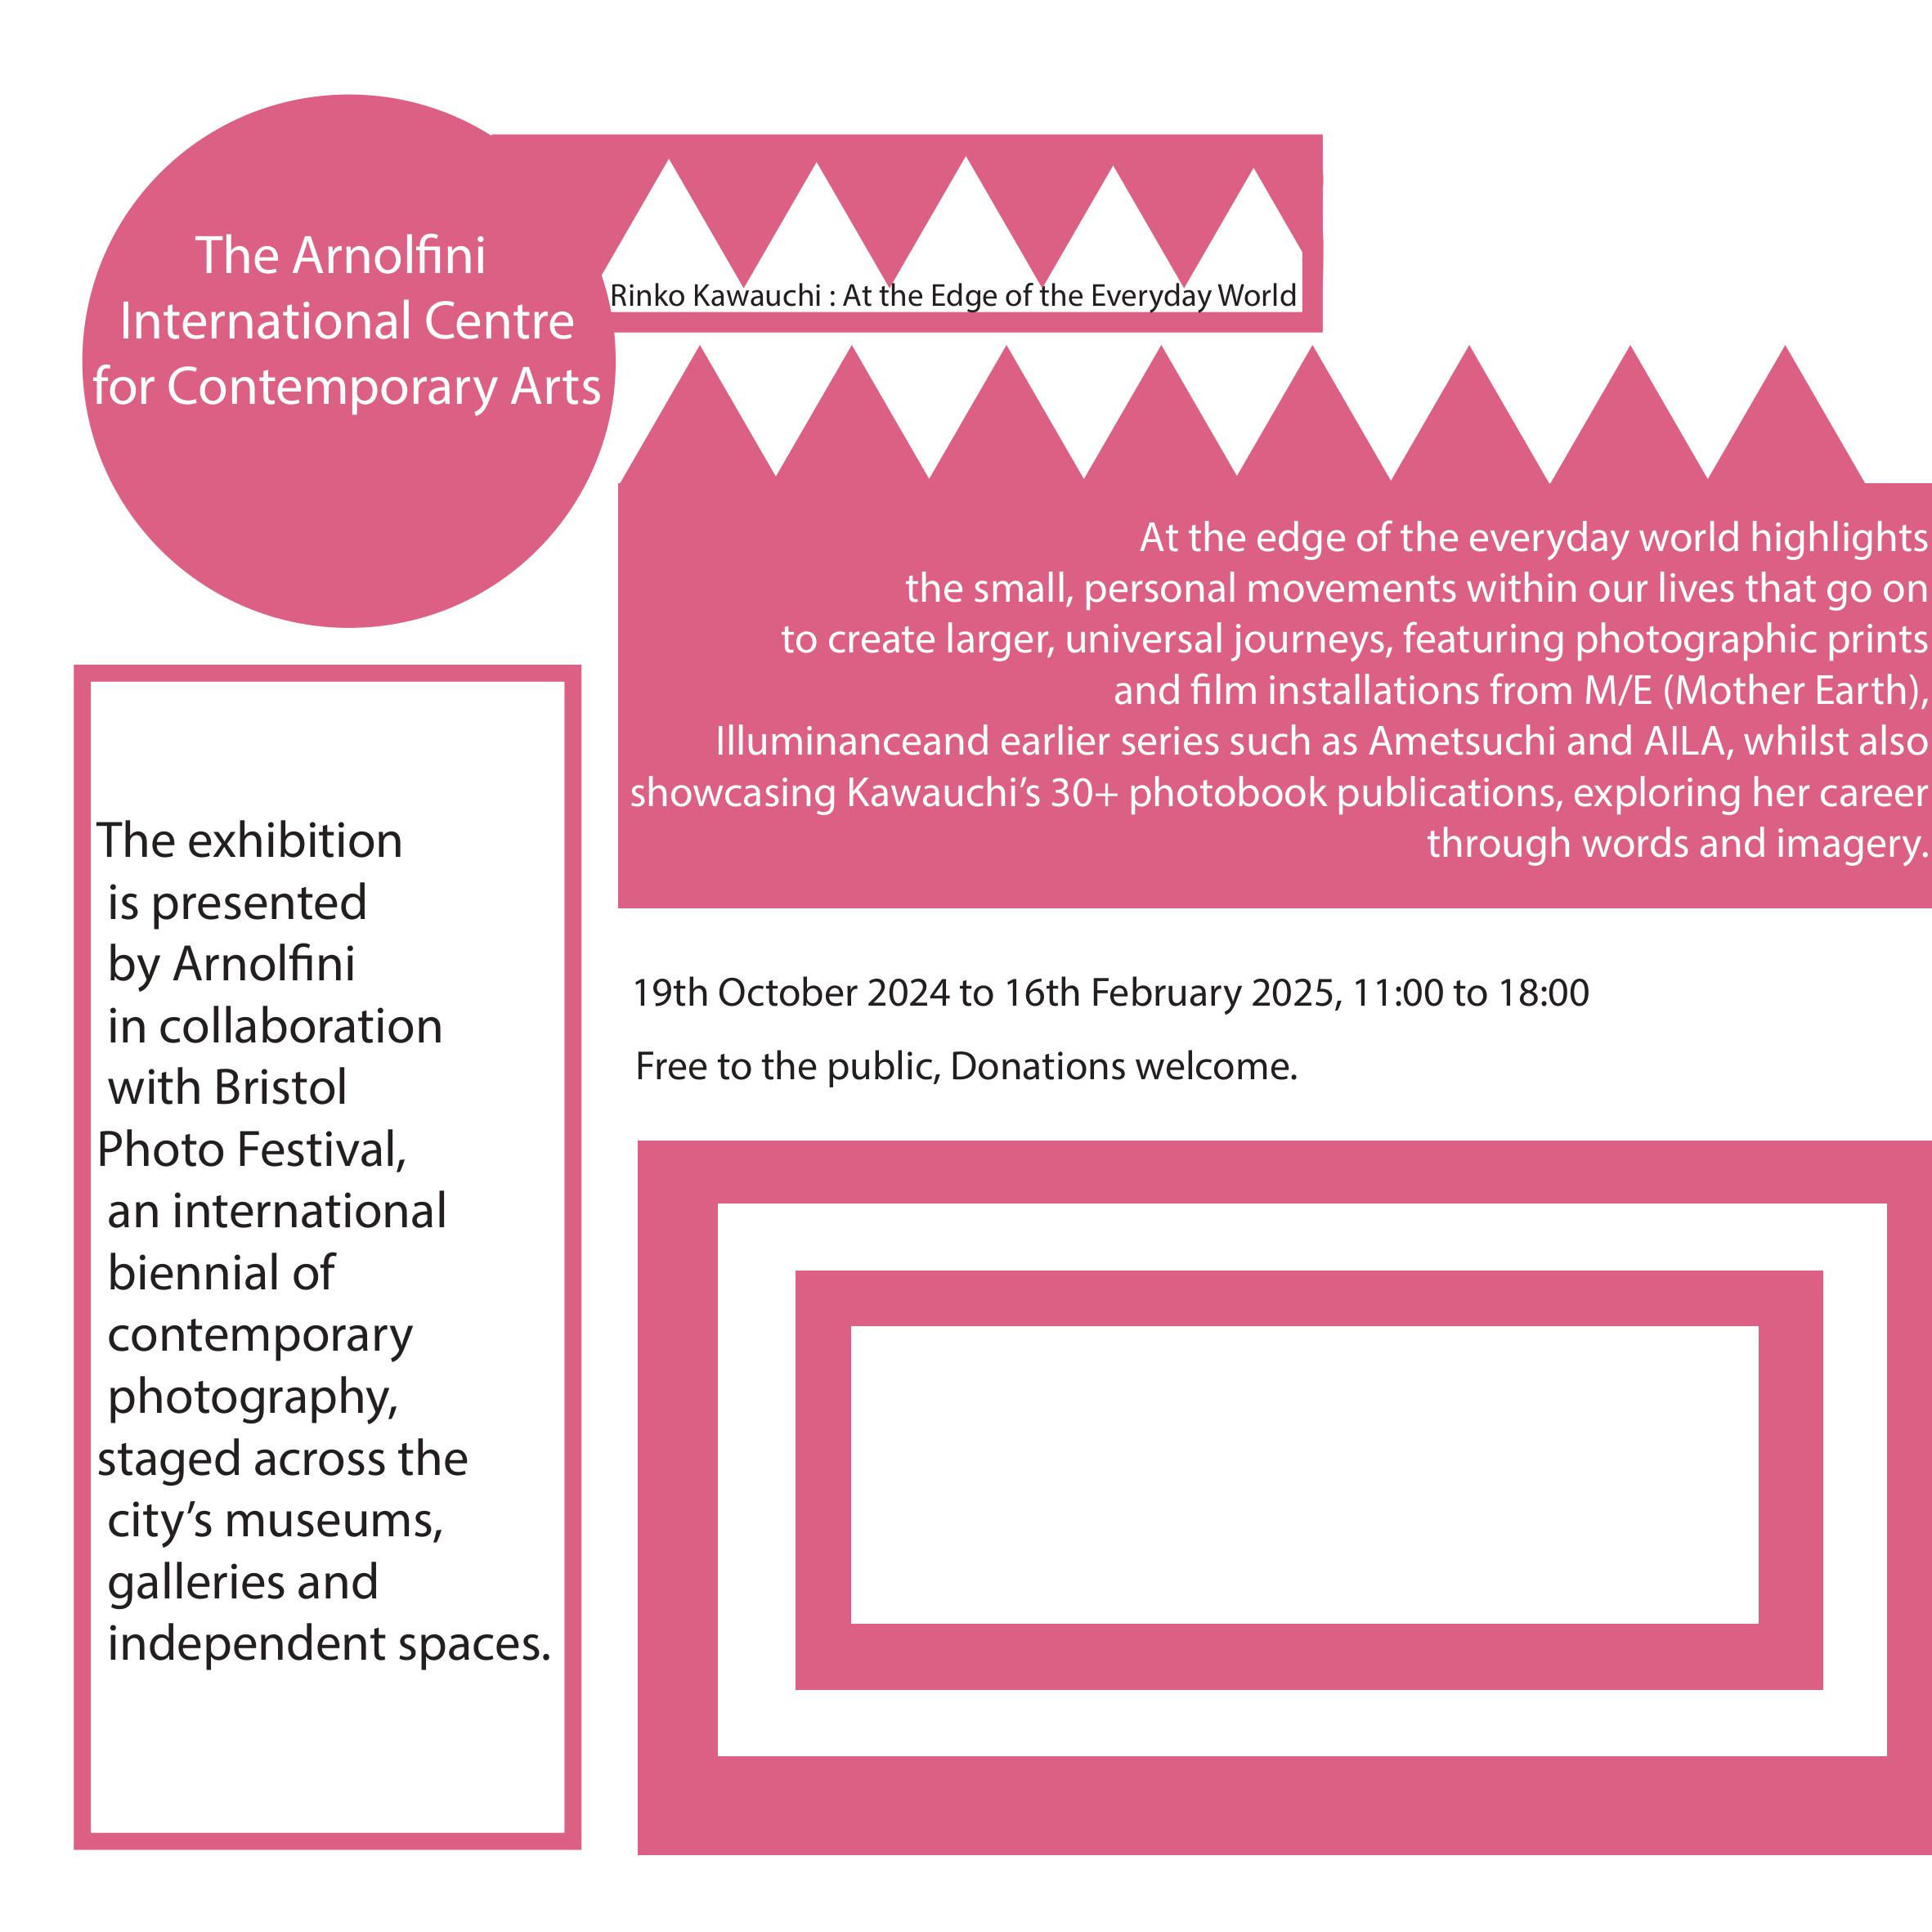 The Arnolfini
International Centre
for Contemporary Arts
Rinko Kawauchi : At the Edge of the Everyday World
At the edge of the everyday world highlights
the small, personal movements within our lives that go on
to create larger, universal journeys, featuring photographic prints
and film installations from M/E (Mother Earth),
Illuminanceand earlier series such as Ametsuchi and AILA, whilst also
showcasing Kawauchi’s 30+ photobook publications, exploring her career
through words and imagery.
The exhibition
is presented
by Arnolfini
in collaboration
with Bristol
Photo Festival,
an international
biennial of
contemporary
photography,
staged across the
city’s museums,
galleries and
independent spaces.
19th October 2024 to 16th February 2025, 11:00 to 18:00
Free to the public, Donations welcome.